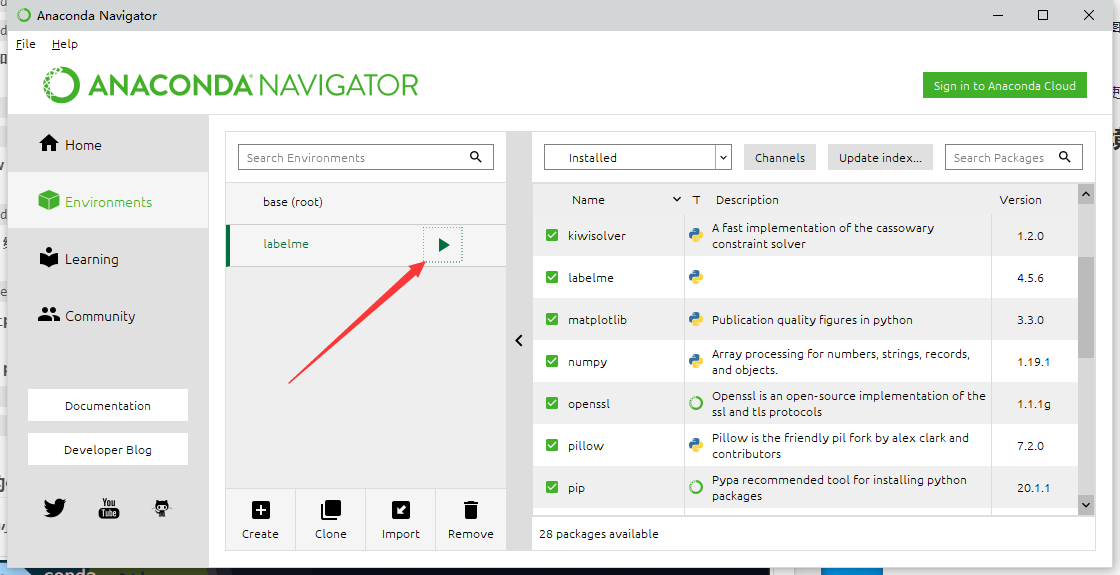 Anaconda Navigator
File Help
ANACONDA NAVIGATOR
Sign in to Anaconda Cloud
Home
Environments
Learning
Community
Documentation
Developer Blog
You
Tube
Search Environments
base (root)
labelme
Create Clone Import Remove
Installed Channels Update index... Search Packages
Name T Description Version
kiwisolver A fast implementation of the cassowary constraint solver 1.2.0
labelme 4.5.6
matplotlib Publication quality figures in python 3.3.0
numpy Array processing for numbers, strings, records, and objects. 1.19.1
openssl Openssl is an open-source implementation of the ssl and tls protocols 1.1.1g
pillow Pillow is the friendly pil fork by alex clark and contributors 7.2.0
pip Pypa recommended tool for installing python packages 20.1.1
28 packages available